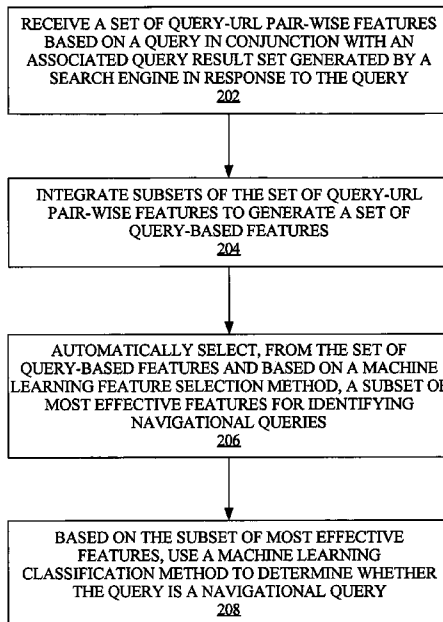 RECEIVE A SET OF QUERY-URL PAIR-WISE FEATURES
BASED ON A QUERY IN CONJUNCTION WITH AN
ASSOCIATED QUERY RESULT SET GENERATED BY A
SEARCH ENGINE IN RESPONSE TO THE QUERY
202
INTEGRATE SUBSETS OF THE SET OF QUERY-URL
PAIR-WISE FEATURES TO GENERATE A SET OF
QUERY-BASED FEATURES
204
AUTOMATICALLY SELECT, FROM THE SET OF
QUERY-BASED FEATURES AND BASED ON A MACHINE
LEARNING FEATURE SELECTION METHOD, A SUBSET OF
MOST EFFECTIVE FEATURES FOR IDENTIFYING
NAVIGATIONAL QUERIES
206
BASED ON THE SUBSET OF MOST EFFECTIVE
FEATURES, USE A MACHINE LEARNING
CLASSIFICATION METHOD TO DETERMINE WHETHER
THE QUERY IS A NAVIGATIONAL QUERY
208